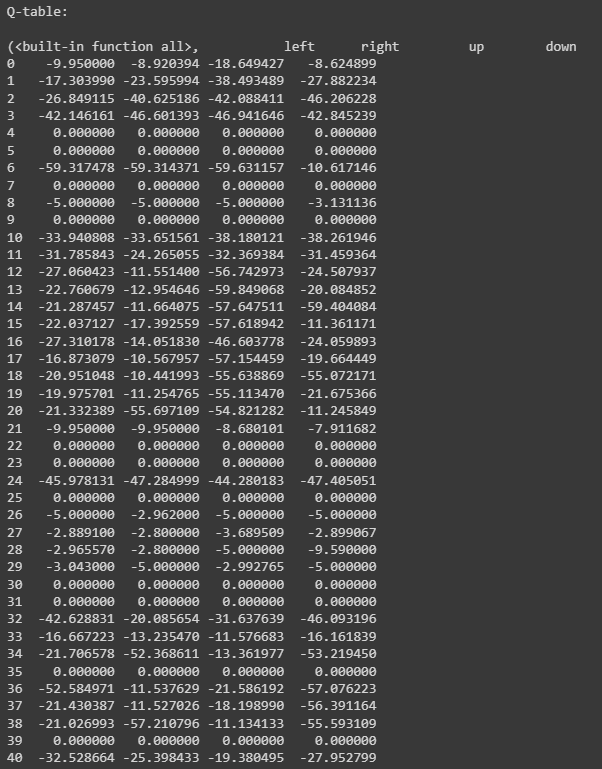 Q-table:
(<built-in function all>, left right up down
0 -9.950000 -8.920394 -18.649427 -8.624899
1 -17.303990 -23.595994 -38.493489 -27.882234
2 -26.849115 -40.625186 -42.088411 -46.206228
3 -42.146161 -46.601393 -46.941646 -42.845239
4 0.000000 0.000000 0.000000 0.000000
5 0.000000 0.000000 0.000000 0.000000
6 -59.317478 -59.314371 -59.631157 -10.617146
7 0.000000 0.000000 0.000000 0.000000
8 -5.000000 -5.000000 -5.000000 -3.131136
9 0.000000 0.000000 0.000000 0.000000
10 -33.940808 -33.651561 -38.180121 -38.261946
11 -31.785843 -24.265055 -32.369384 -31.459364
12 -27.060423 -11.551400 -56.742973 -24.507937
13 -22.760679 -12.954646 -59.849068 -20.084852
14 -21.287457 -11.664075 -57.647511 -59.404084
15 -22.037127 -17.392559 -57.618942 -11.361171
16 -27.310178 -14.051830 -46.603778 -24.059893
17 -16.873079 -10.567957 -57.154459 -19.664449
18 -20.951048 -10.441993 -55.638869 -55.072171
19 -19.975701 -11.254765 -55.113470 -21.675366
20 -21.332389 -55.697109 -54.821282 -11.245849
21 -9.950000 -9.950000 -8.680101 -7.911682
22 0.000000 0.000000 0.000000 0.000000
23 0.000000 0.000000 0.000000 0.000000
24 -45.978131 -47.284999 -44.280183 -47.405051
25 0.000000 0.000000 0.000000 0.000000
26 -5.000000 -2.962000 -5.000000 -5.000000
27 -2.889100 -2.800000 -3.689509 -2.899067
28 -2.965570 -2.800000 -5.000000 -9.590000
29 -3.043000 -5.000000 -2.992765 -5.000000
30 0.000000 0.000000 0.000000 0.000000
31 0.000000 0.000000 0.000000 0.000000
32 -42.628831 -20.085654 -31.637639 -46.093196
33 -16.667223 -13.235470 -11.576683 -16.161839
34 -21.706578 -52.368611 -13.361977 -53.219450
35 0.000000 0.000000 0.000000 0.000000
36 -52.584971 -11.537629 -21.586192 -57.076223
37 -21.430387 -11.527026 -18.198990 -56.391164
38 -21.026993 -57.210796 -11.134133 -55.593109
39 0.000000 0.000000 0.000000 0.000000
40 -32.528664 -25.398433 -19.380495 -27.952799